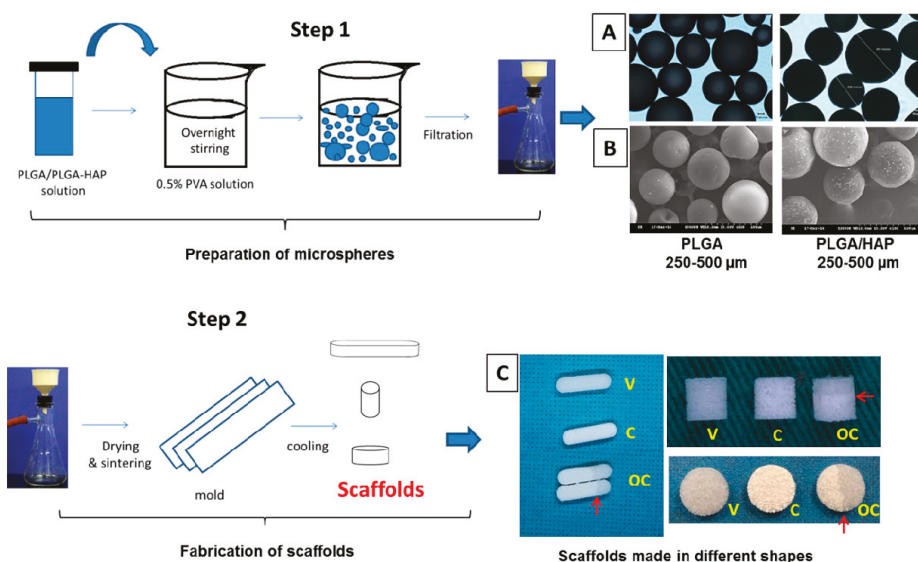 Step 1
PLGA/PLGA-HAP
solution
Overnight
stirring
0.5% PVA solution
Filtration
Preparation of microspheres
A
B
PLGA
250-500 µm
PLGA/HAP
250-500 µm
Step 2
Drying
& sintering
mold
cooling
Scaffolds
Fabrication of scaffolds
C
V
C
OC
V
C
OC
V
C
OC
Scaffolds made in different shapes